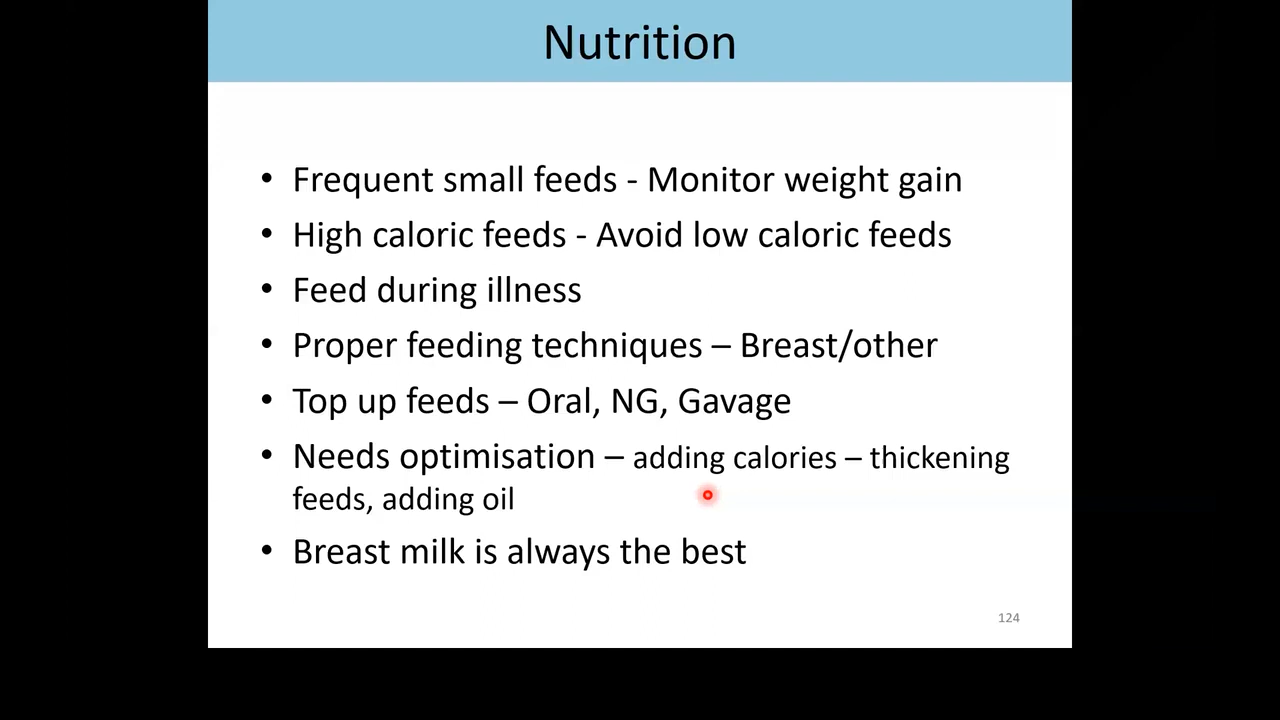 Nutrition
• Frequent small feeds - Monitor weight gain
• High caloric feeds - Avoid low caloric feeds
• Feed during illness
• Proper feeding techniques – Breast/other
• Top up feeds – Oral, NG, Gavage
• Needs optimisation – adding calories – thickening
feeds, adding oil
• Breast milk is always the best
124